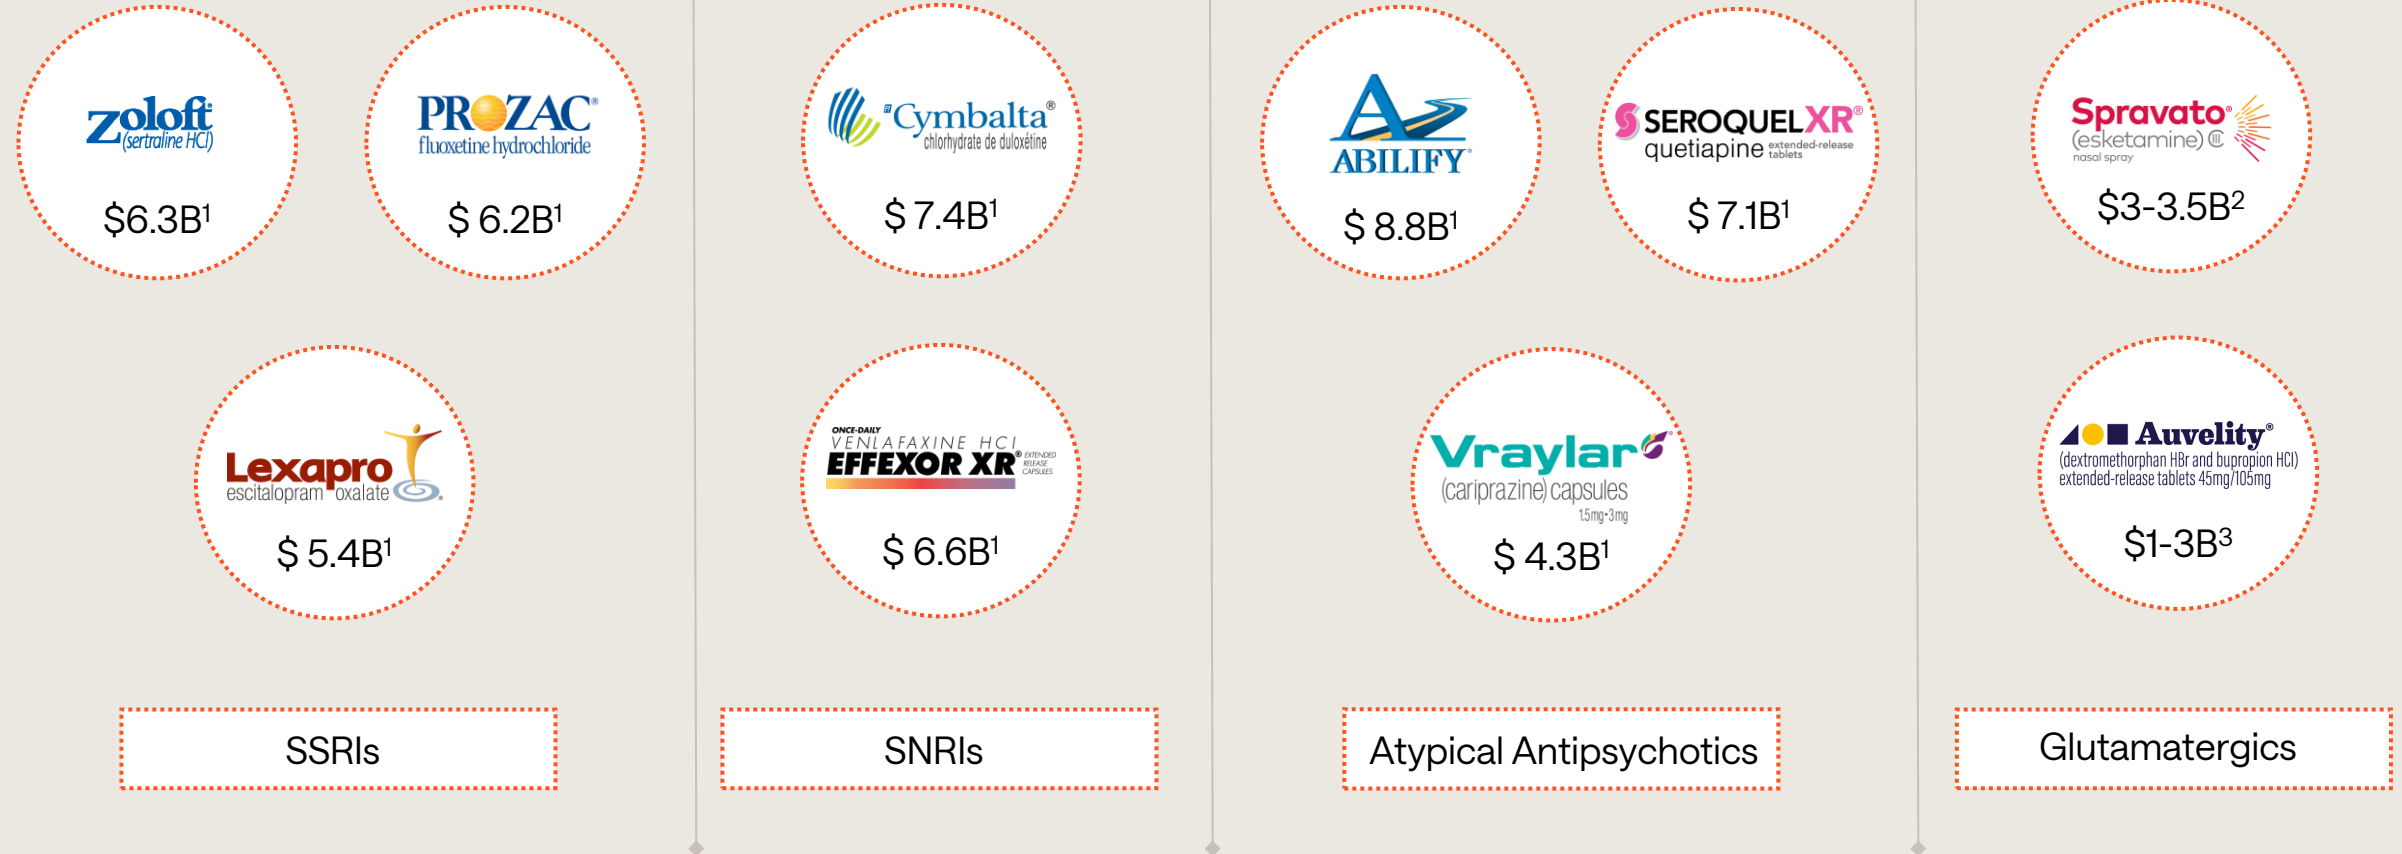 Zoloft
(sertraline HCl)
$6.3B1
PROZAC®
fluoxetine hydrochloride
$ 6.2B1
Lexapro
escitalopram oxalate
$ 5.4B1
SSRIs
Cymbalta®
chlorhydrate de duloxétine
$ 7.4B1
ONCE-DAILY
VENLAFAXINE HCl
EFFEXOR XR®
EXTENDED
RELEASE
CAPSULES
$ 6.6B1
SNRIs
ABILIFY
$ 8.8B1
SEROQUELXR®
quetiapine extended-release
tablets
$ 7.1B1
Vraylar
(cariprazine) capsules
1.5mg•3mg
$ 4.3B1
Atypical Antipsychotics
Spravato®
(esketamine) CIII
nasal spray
$3-3.5B2
Auvelity®
(dextromethorphan HBr and bupropion HCl)
extended-release tablets 45mg/105mg
$1-3B3
Glutamatergics